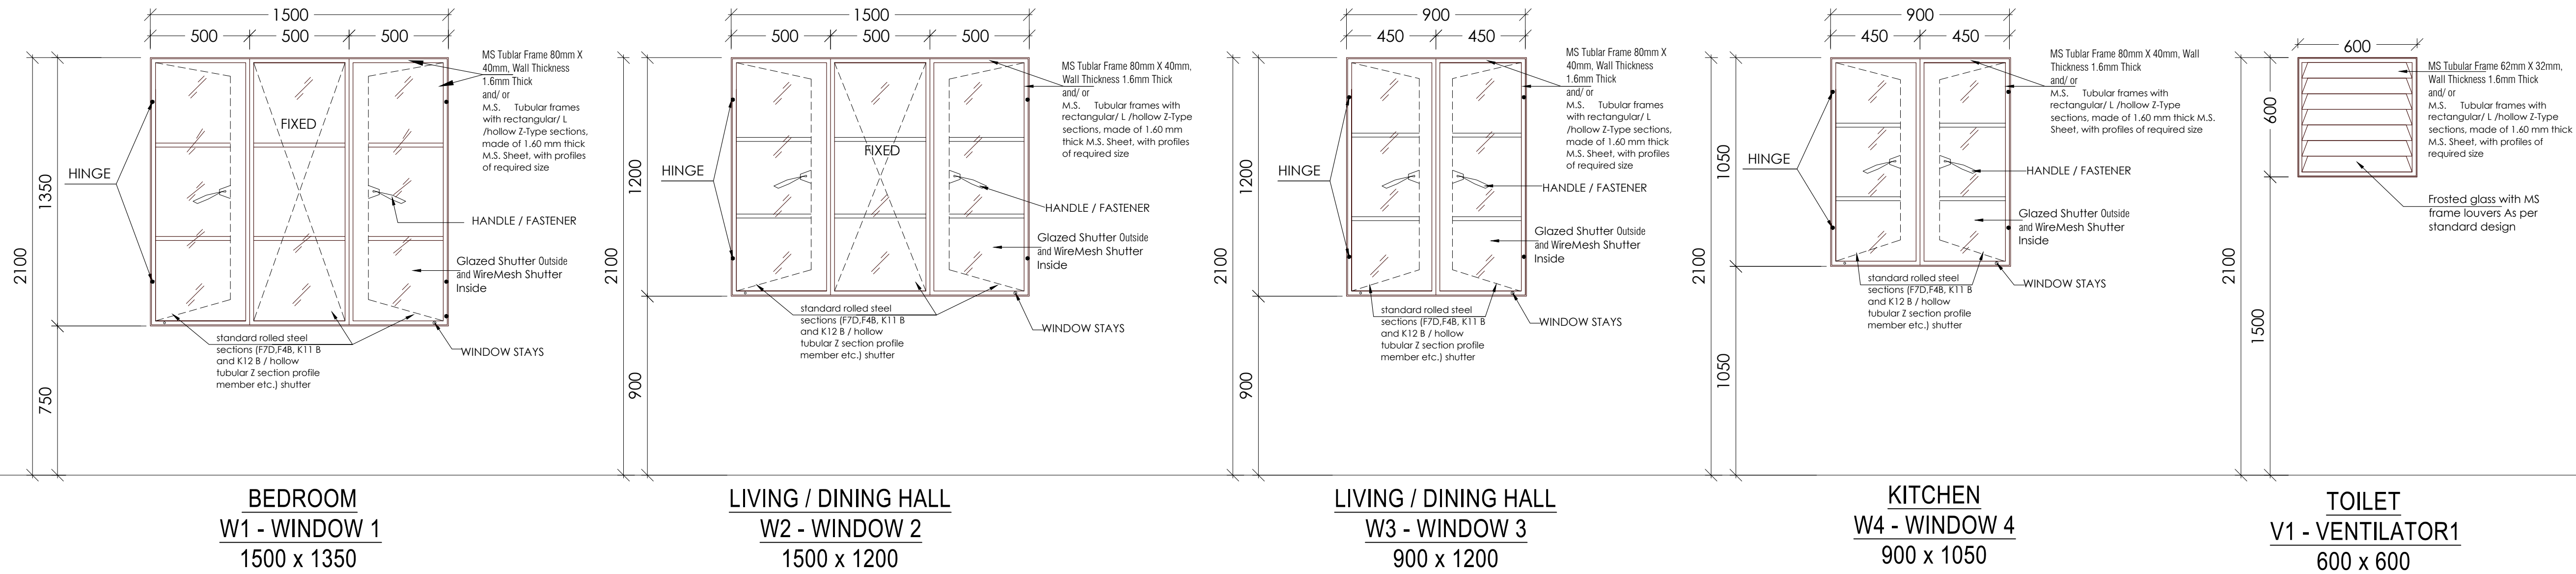 1500
500 500 500
MS Tublar Frame 80mm X
40mm, Wall Thickness
1.6mm Thick
and/ or
M.S. Tubular frames
with rectangular/ L
/hollow Z-Type sections,
made of 1.60 mm thick
M.S. Sheet, with profiles
of required size
FIXED
HINGE
HANDLE / FASTENER
Glazed Shutter Outside
and WireMesh Shutter
Inside
standard rolled steel
sections (F7D,F4B, K11 B
and K12 B / hollow
tubular Z section profile
member etc.) shutter
WINDOW STAYS
2100
1350
750
BEDROOM
W1 - WINDOW 1
1500 x 1350
1500
500 500 500
MS Tublar Frame 80mm X 40mm,
Wall Thickness 1.6mm Thick
and/ or
M.S. Tubular frames with
rectangular/ L /hollow Z-Type
sections, made of 1.60 mm
thick M.S. Sheet, with profiles
of required size
FIXED
HINGE
HANDLE / FASTENER
Glazed Shutter Outside
and WireMesh Shutter
Inside
standard rolled steel
sections (F7D,F4B, K11 B
and K12 B / hollow
tubular Z section profile
member etc.) shutter
WINDOW STAYS
2100
1200
900
LIVING / DINING HALL
W2 - WINDOW 2
1500 x 1200
900
450 450
MS Tublar Frame 80mm X
40mm, Wall Thickness
1.6mm Thick
and/ or
M.S. Tubular frames
with rectangular/ L
/hollow Z-Type sections,
made of 1.60 mm thick
M.S. Sheet, with profiles
of required size
HINGE
HANDLE / FASTENER
Glazed Shutter Outside
and WireMesh Shutter
Inside
standard rolled steel
sections (F7D,F4B, K11 B
and K12 B / hollow
tubular Z section profile
member etc.) shutter
WINDOW STAYS
2100
1200
900
LIVING / DINING HALL
W3 - WINDOW 3
900 x 1200
900
450 450
MS Tublar Frame 80mm X 40mm, Wall
Thickness 1.6mm Thick
and/ or
M.S. Tubular frames with
rectangular/ L /hollow Z-Type
sections, made of 1.60 mm thick M.S.
Sheet, with profiles of required size
HINGE
HANDLE / FASTENER
Glazed Shutter Outside
and WireMesh Shutter
Inside
standard rolled steel
sections (F7D,F4B, K11 B
and K12 B / hollow
tubular Z section profile
member etc.) shutter
WINDOW STAYS
2100
1050
1050
KITCHEN
W4 - WINDOW 4
900 x 1050
600
MS Tubular Frame 62mm X 32mm,
Wall Thickness 1.6mm Thick
and/ or
M.S. Tubular frames with
rectangular/ L /hollow Z-Type
sections, made of 1.60 mm thick
M.S. Sheet, with profiles of
required size
Frosted glass with MS
frame louvers As per
standard design
600
2100
1500
TOILET
V1 - VENTILATOR1
600 x 600